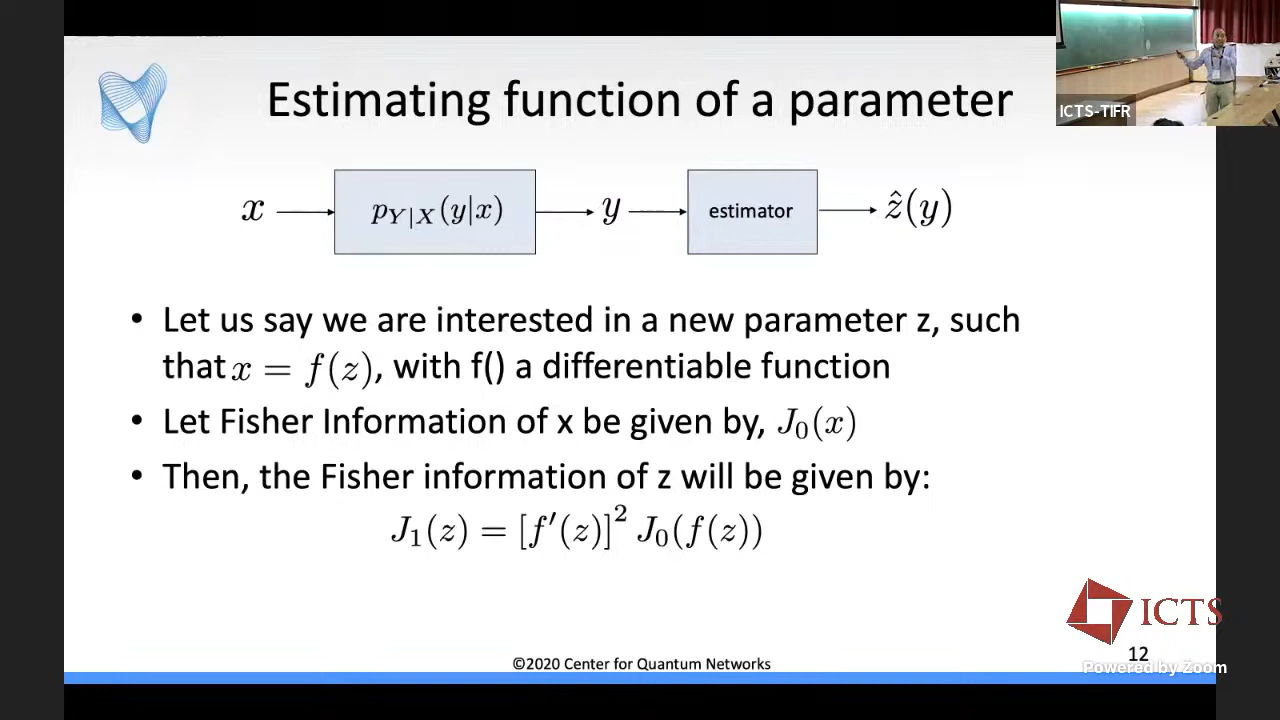 Estimating function of a parameter
ICTS-TIFR
x p_{Y|X}(y|x) y estimator \hat{z}(y)
• Let us say we are interested in a new parameter z, such
that x = f(z), with f() a differentiable function
• Let Fisher Information of x be given by, J_0(x)
• Then, the Fisher information of z will be given by:
J_1(z) = [f'(z)]^2 J_0(f(z))
ICTS
12
©2020 Center for Quantum Networks
Powered by Zoom